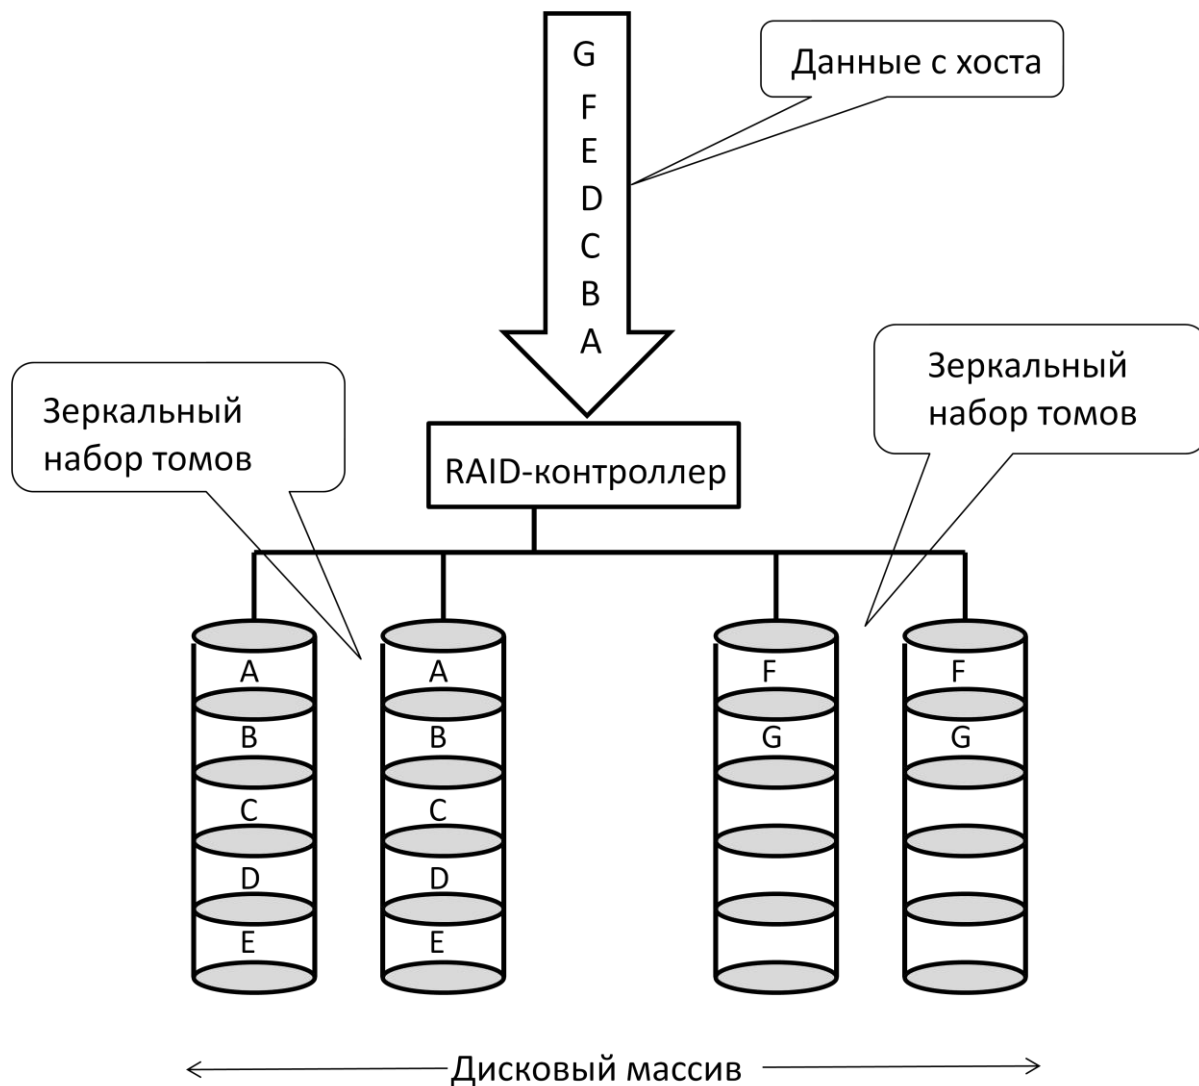 G
F
E
D
C
B
A
Данные с хоста
Зеркальный
набор томов
Зеркальный
набор томов
RAID-контроллер
A
B
C
D
E
A
B
C
D
E
F
G
F
G
Дисковый массив